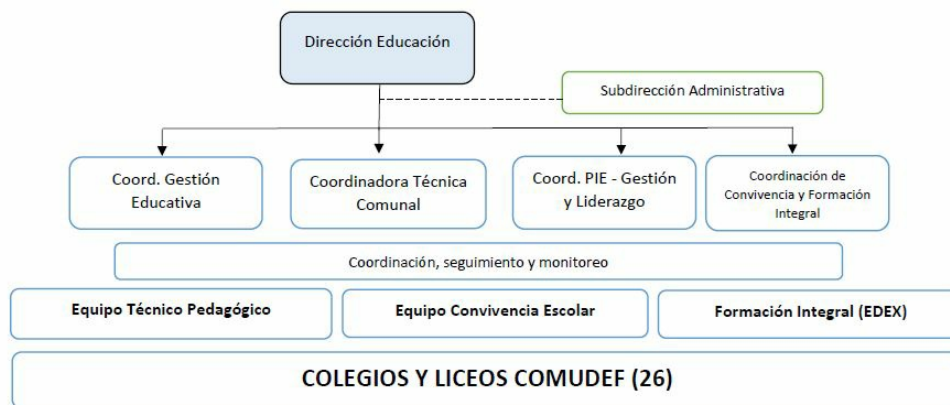 Dirección Educación
Subdirección Administrativa
Coord. Gestión
Educativa
Coordinadora Técnica
Comunal
Coord. PIE - Gestión
y Liderazgo
Coordinación de
Convivencia y Formación
Integral
Coordinación, seguimiento y monitoreo
Equipo Técnico Pedagógico
Equipo Convivencia Escolar
Formación Integral (EDEX)
COLEGIOS Y LICEOS COMUDEF (26)